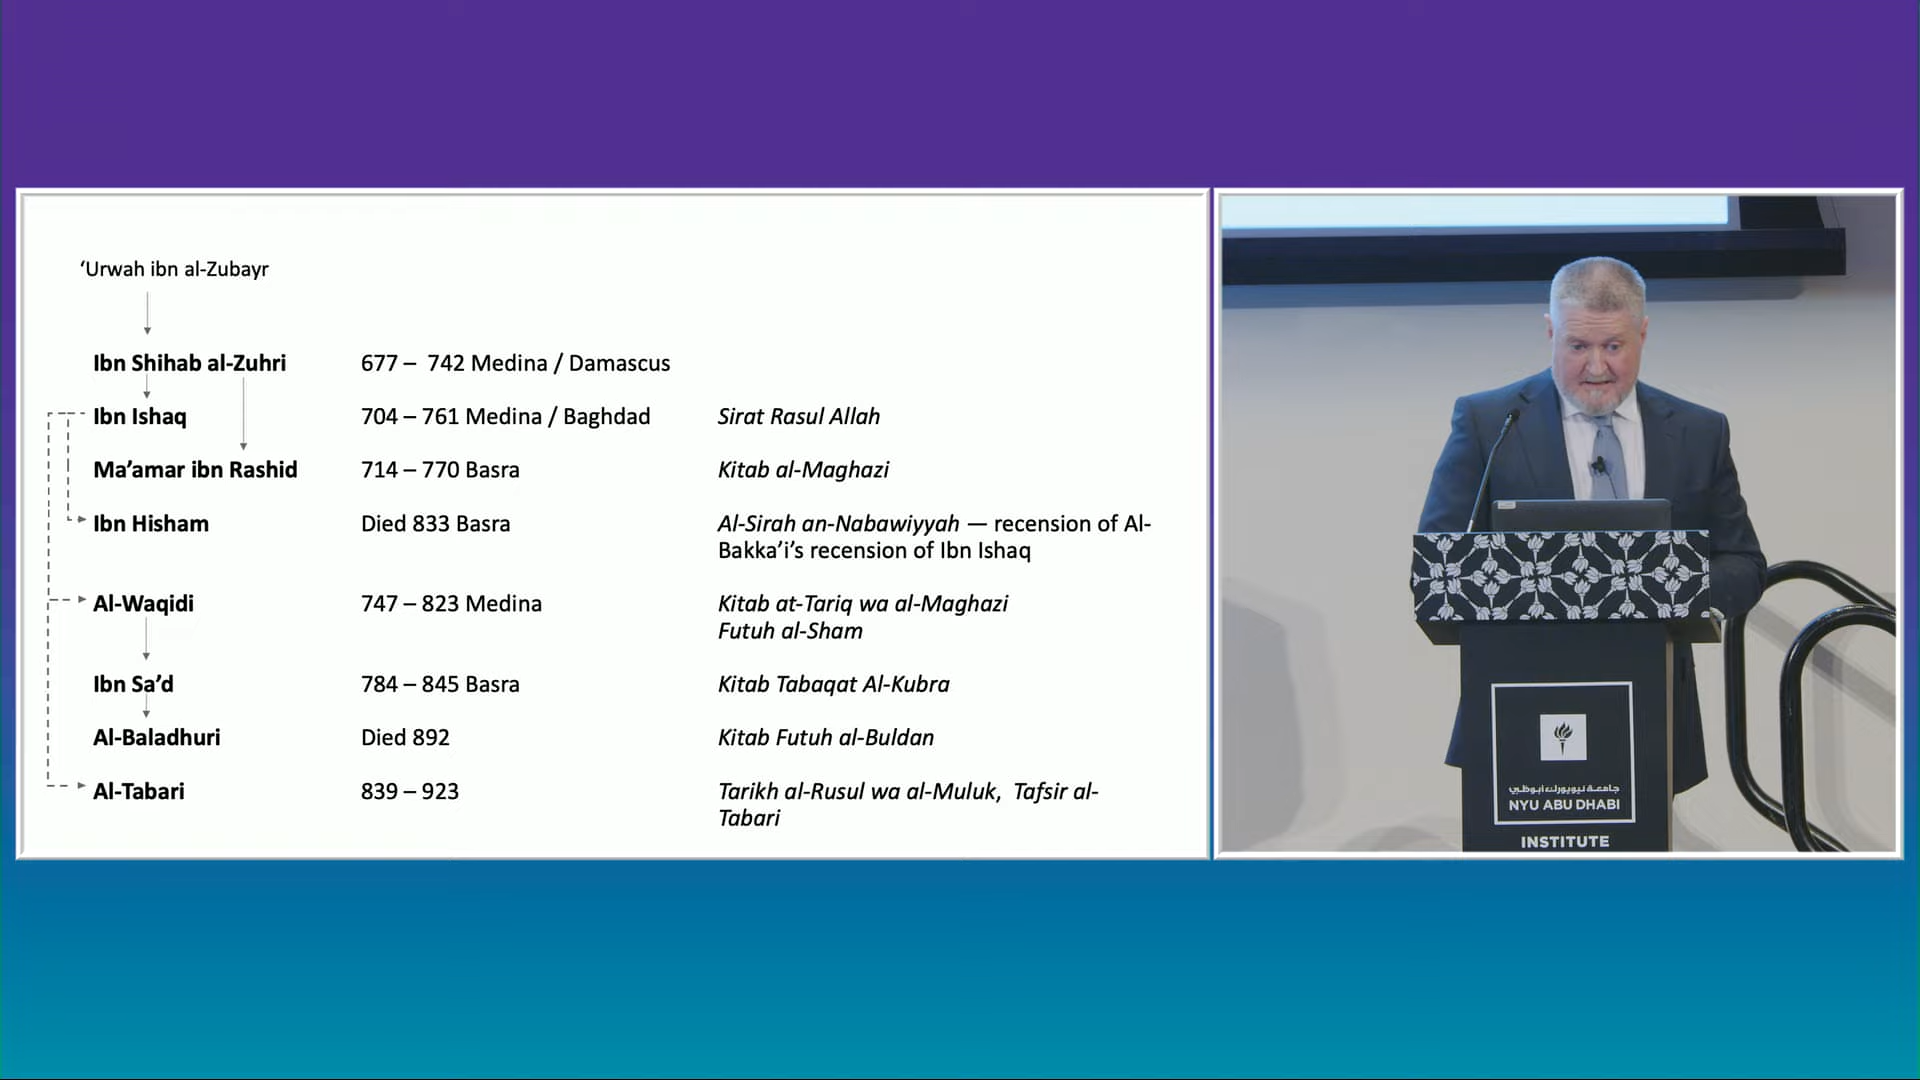 ‘Urwah ibn al-Zubayr
Ibn Shihab al-Zuhri 677 – 742 Medina / Damascus
Ibn Ishaq 704 – 761 Medina / Baghdad Sirat Rasul Allah
Ma’amar ibn Rashid 714 – 770 Basra Kitab al-Maghazi
Ibn Hisham Died 833 Basra Al-Sirah an-Nabawiyyah — recension of Al-
Bakka’i’s recension of Ibn Ishaq
Al-Waqidi 747 – 823 Medina Kitab at-Tariq wa al-Maghazi
Futuh al-Sham
Ibn Sa’d 784 – 845 Basra Kitab Tabaqat Al-Kubra
Al-Baladhuri Died 892 Kitab Futuh al-Buldan
Al-Tabari 839 – 923 Tarikh al-Rusul wa al-Muluk, Tafsir al-
Tabari
جامعة نيويورك أبوظبي
NYU ABU DHABI
INSTITUTE